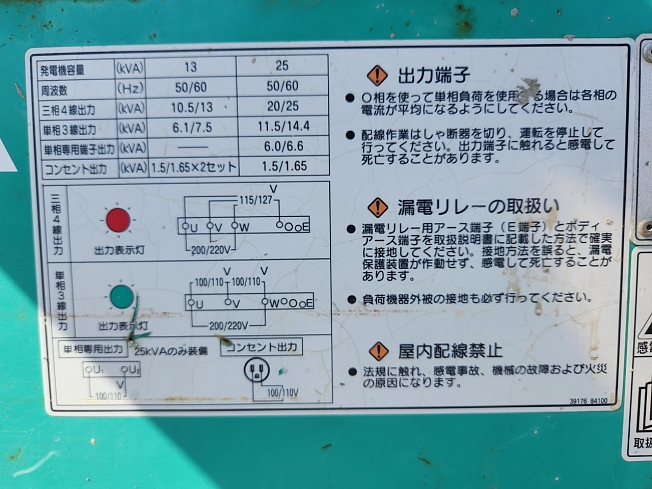 発電機容量 (kVA) 13 25
周波数 (Hz) 50/60 50/60
三相4線出力 (kVA) 10.5/13 20/25
単相3線出力 (kVA) 6.1/7.5 11.5/14.4
単相専用端子出力 (kVA) — 6.0/6.6
コンセント出力 (kVA) 1.5/1.65×2セット 1.5/1.65
三相4線出力
出力表示灯
V
115/127
U V W O E
200/220V
単相3線出力
出力表示灯
V V
100/110 100/110
U V W O E
200/220V
単相専用出力 25kVAのみ装備
U₁ U₂
V
100/110
コンセント出力
100/110V
出力端子
● O相を使って単相負荷を使用する場合は各相の
電流が平均になるようにしてください。
● 配線作業はしゃ断器を切り、運転を停止して
行ってください。出力端子に触れると感電して
死亡することがあります。
漏電リレーの取扱い
● 漏電リレー用アース端子（E端子）とボディ
アース端子を取扱説明書に記載した方法で確実
に接地してください。接地方法を誤ると、漏電
保護装置が作動せず、感電して死亡することが
あります。
● 負荷機器外被の接地も必ず行ってください。
屋内配線禁止
● 法規に触れ、感電事故、機械の故障および火災
の原因になります。
39176 84100
感電
取扱